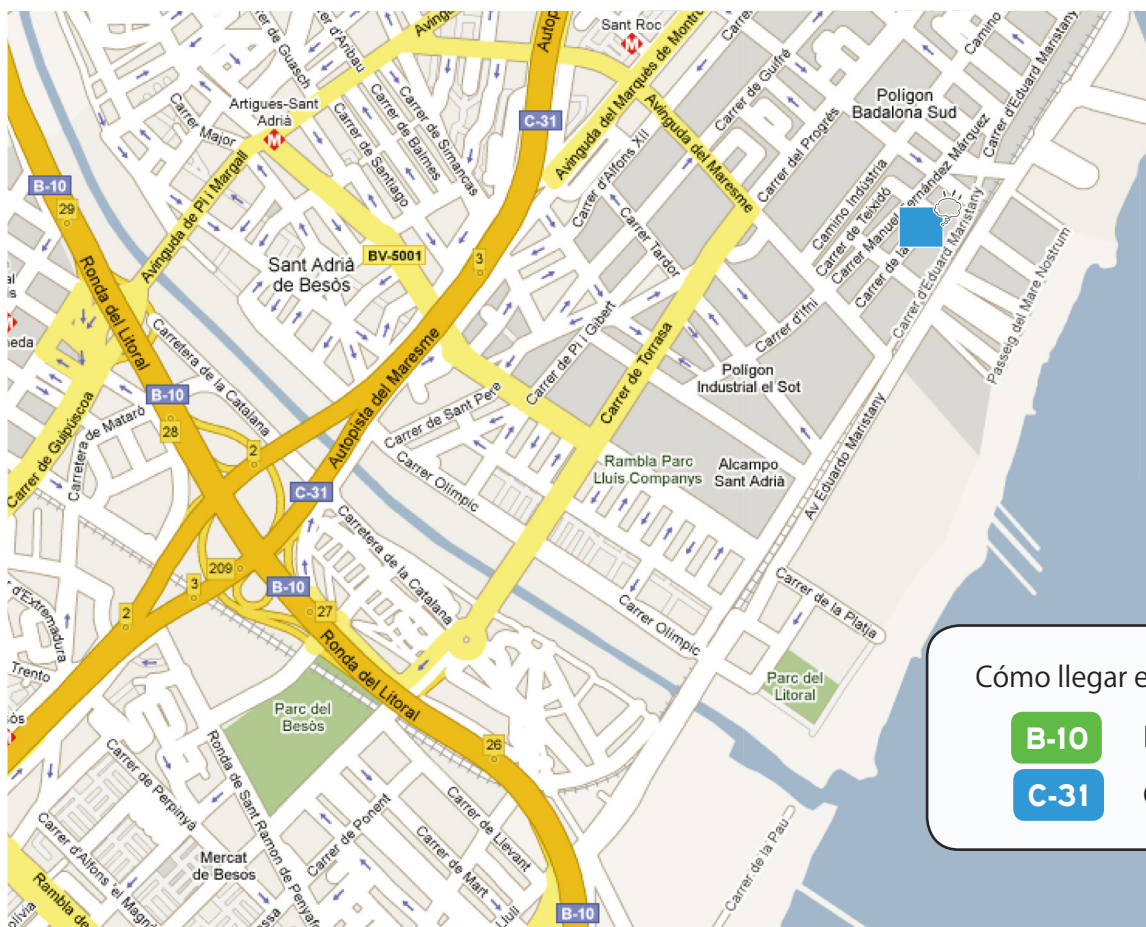 Carrer de Guasch
Carrer d'Aribau
Sant Roc
M
Avinguda del Marquès de Montroi
Carrer de Guifré
Camino
Carrer d'Eduard Maristany
Polígon
Badalona Sud
Artigues-Sant
Adrià
M
Carrer Major
Carrer de Simancas
Carrer de Balmes
Carrer de Santiago
C-31
Carrer d'Alfons XII
Avinguda del Maresme
Carrer del Progrés
B-10
29
Avinguda de Pi i Margall
BV-5001
3
Sant Adrià
de Besòs
Carrer Tardor
Camino Indústria
Carrer de Teixidó
Carrer Manuel Fernández Márquez
Carrer de la
Carrer d'Eduard Maristany
Passeig del Mare Nostrum
Ronda del Litoral
Carretera de la Catalana
Autopista del Maresme
Carrer de Pi i Gibert
Carrer de Torrasa
Carrer d'Ifni
Polígon
Industrial el Sot
B-10
28
Carrer de Guipúscoa
Carretera de Mataró
2
Carrer de Sant Pere
Carrer Olímpic
Rambla Parc
Lluis Companys
Alcampo
Sant Adrià
Av Eduardo Maristany
C-31
Carretera de la Catalana
209
3
2
B-10
27
Carrer Olímpic
Carrer de la Platja
Parc del
Litoral
d'Extremadura
Trento
Parc del
Besòs
Ronda del Litoral
26
Ronda de Sant Ramon de Penyafo
Carrer de Perpinyà
Carrer de Ponent
Carrer de Llevant
Carrer de Mart
Carrer d'Alfons 'el Magnà
Mercat
de Besos
Rambla de
Llull
B-10
Carrer de la Pau
Cómo llegar e
B-10
C-31